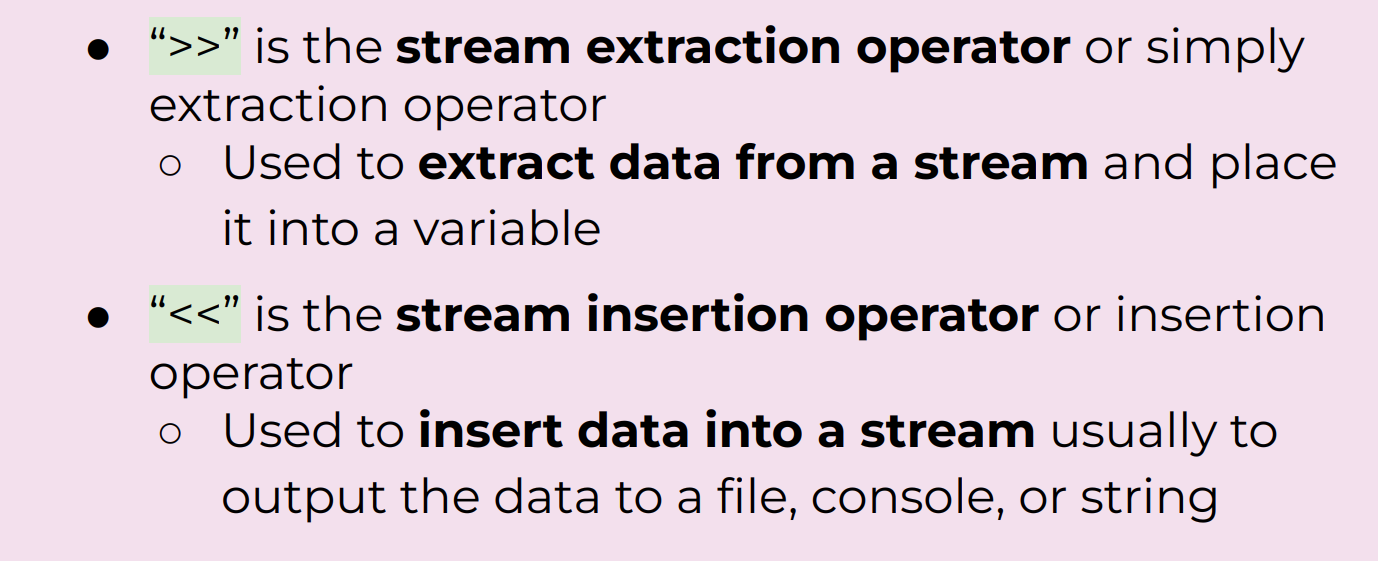 ● “>>” is the stream extraction operator or simply
extraction operator
○ Used to extract data from a stream and place
it into a variable
● “<<” is the stream insertion operator or insertion
operator
○ Used to insert data into a stream usually to
output the data to a file, console, or string